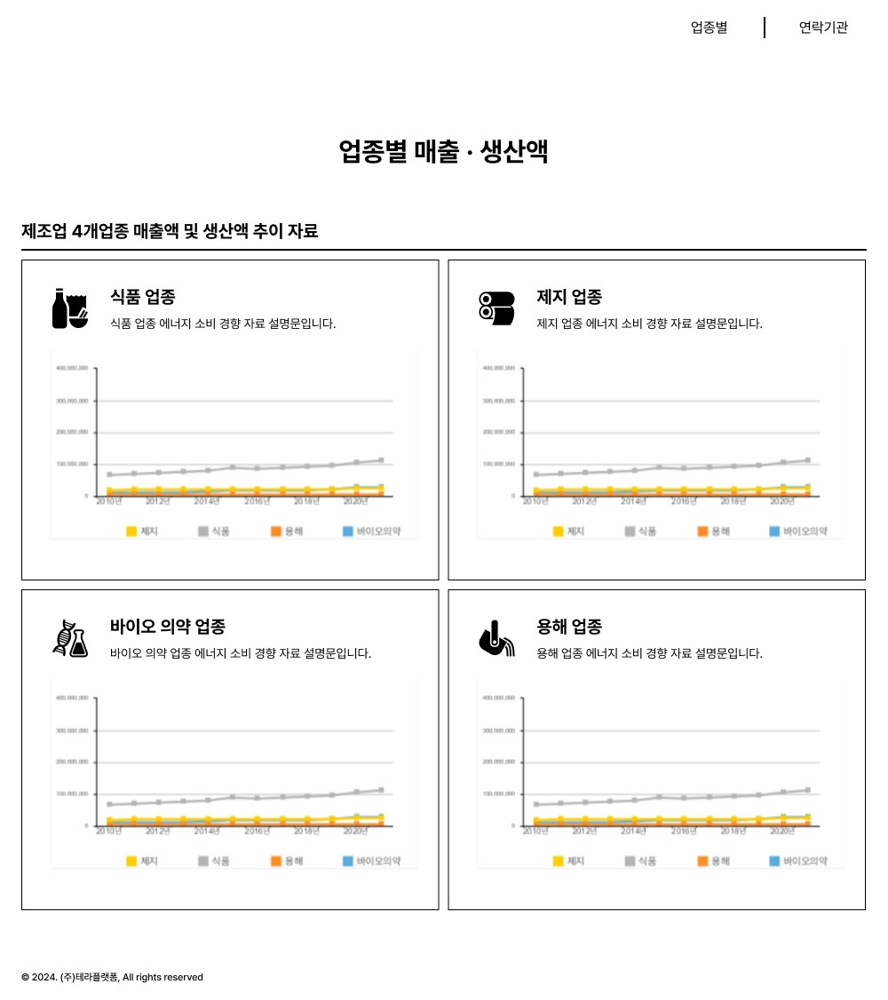 업종별 연락기관
업종별 매출 · 생산액
제조업 4개업종 매출액 및 생산액 추이 자료
식품 업종
식품 업종 에너지 소비 경향 자료 설명문입니다.
400,000,000
300,000,000
200,000,000
100,000,000
0
2010년 2012년 2014년 2016년 2018년 2020년
제지 식품 용해 바이오의약
제지 업종
제지 업종 에너지 소비 경향 자료 설명문입니다.
400,000,000
300,000,000
200,000,000
100,000,000
0
2010년 2012년 2014년 2016년 2018년 2020년
제지 식품 용해 바이오의약
바이오 의약 업종
바이오 의약 업종 에너지 소비 경향 자료 설명문입니다.
400,000,000
300,000,000
200,000,000
100,000,000
0
2010년 2012년 2014년 2016년 2018년 2020년
제지 식품 용해 바이오의약
용해 업종
용해 업종 에너지 소비 경향 자료 설명문입니다.
400,000,000
300,000,000
200,000,000
100,000,000
0
2010년 2012년 2014년 2016년 2018년 2020년
제지 식품 용해 바이오의약
© 2024. (주)테라플랫폼, All rights reserved